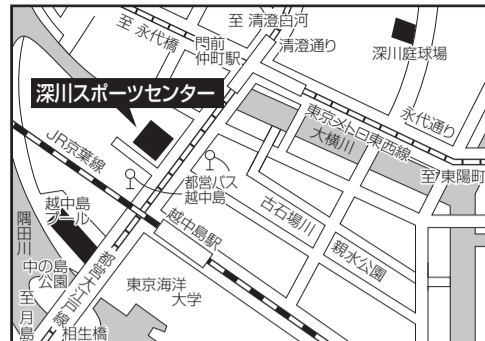 至 清澄白河
至 永代橋
門前
仲町駅
清澄通り
深川庭球場
深川スポーツセンター
永代通り
東京メトロ東西線
大横川
JR京葉線
至 東陽町
都営バス
越中島
古石場川
親水公園
越中島
プール
越中島駅
隅田川
中の島
公園
都営大江戸線
東京海洋
大学
至 月島
相生橋